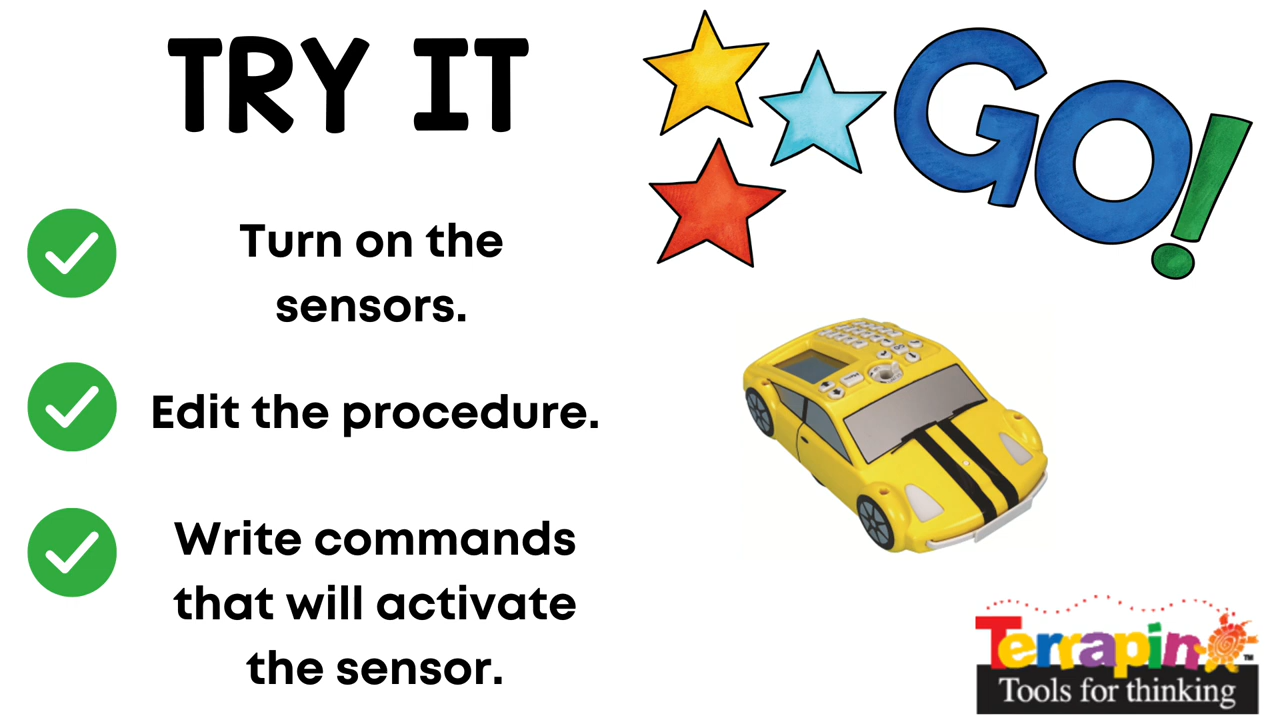 TRY IT
GO!
Turn on the
sensors.
Edit the procedure.
Write commands
that will activate
the sensor.
Terrapin™
Tools for thinking